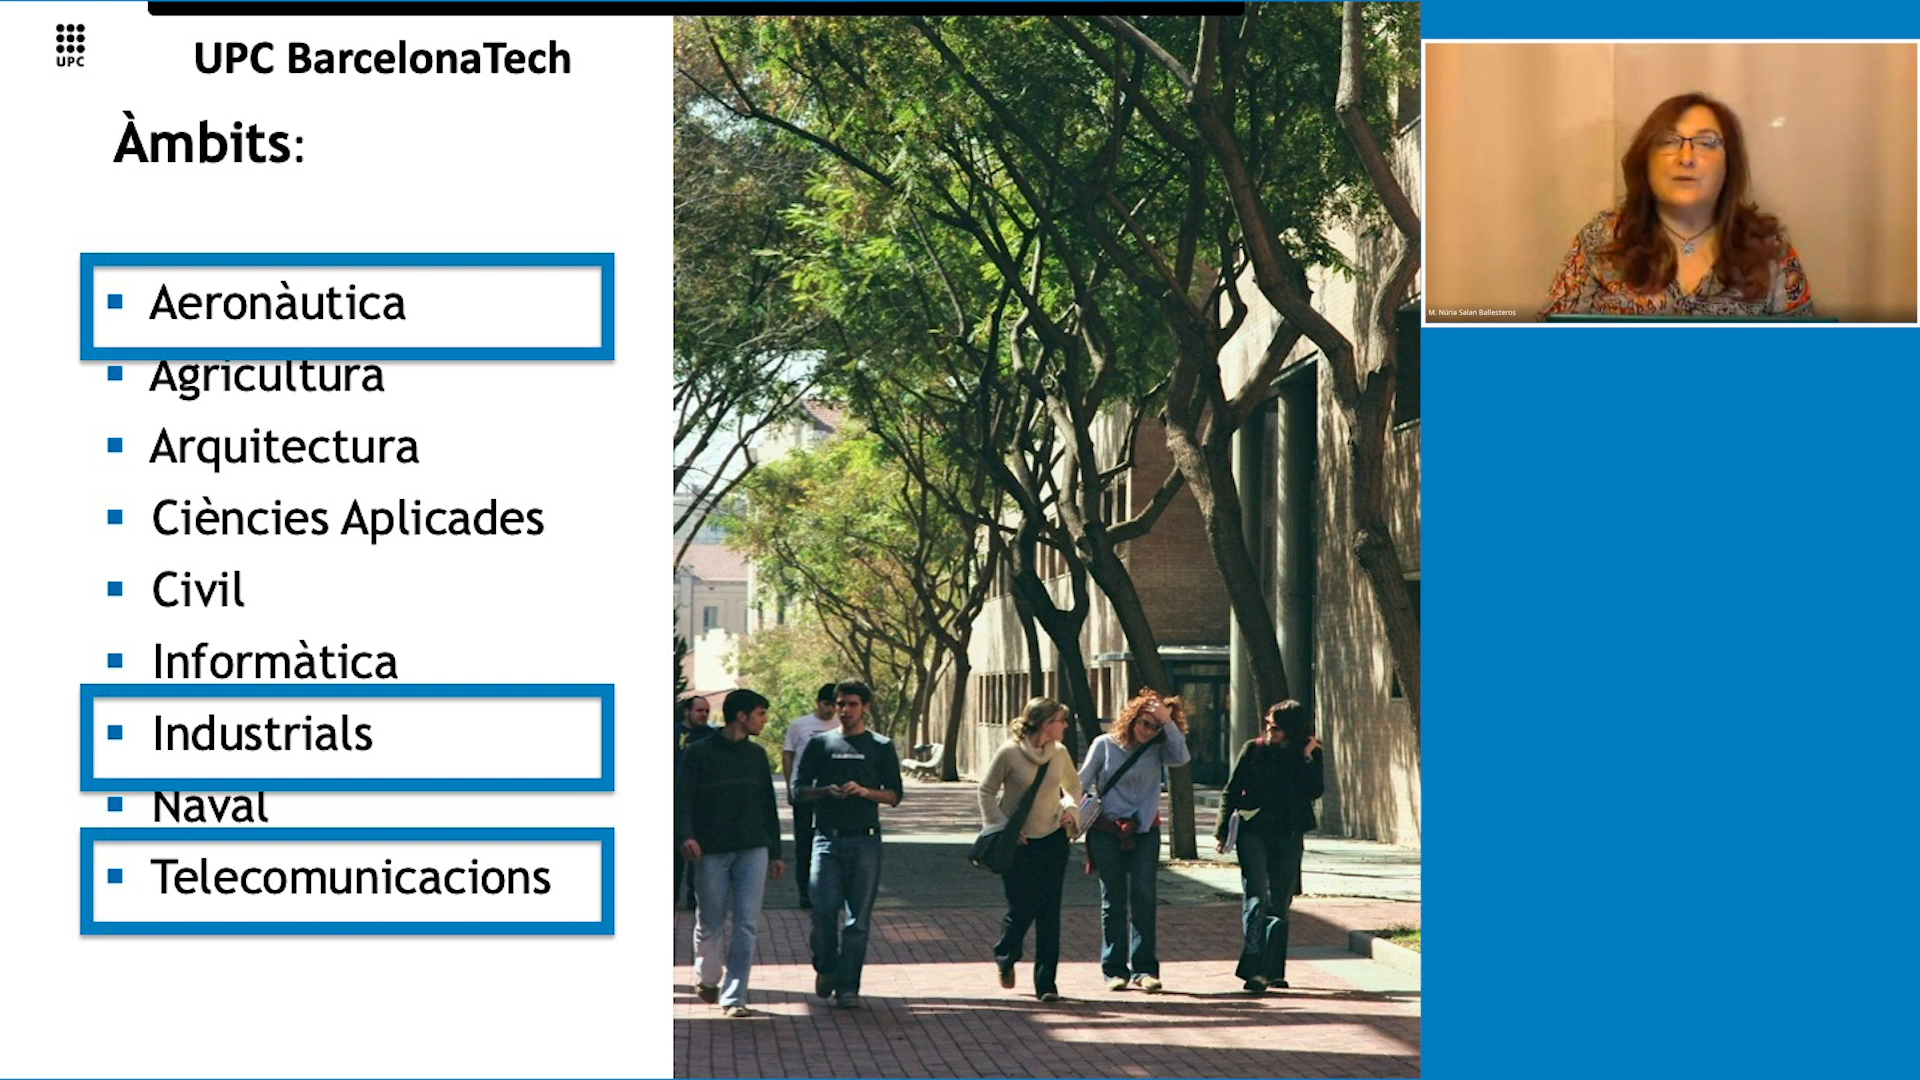 UPC
UPC BarcelonaTech
Àmbits:
Aeronàutica
Agricultura
Arquitectura
Ciències Aplicades
Civil
Informàtica
Industrials
Naval
Telecomunicacions
M. Núria Salan Ballesteros